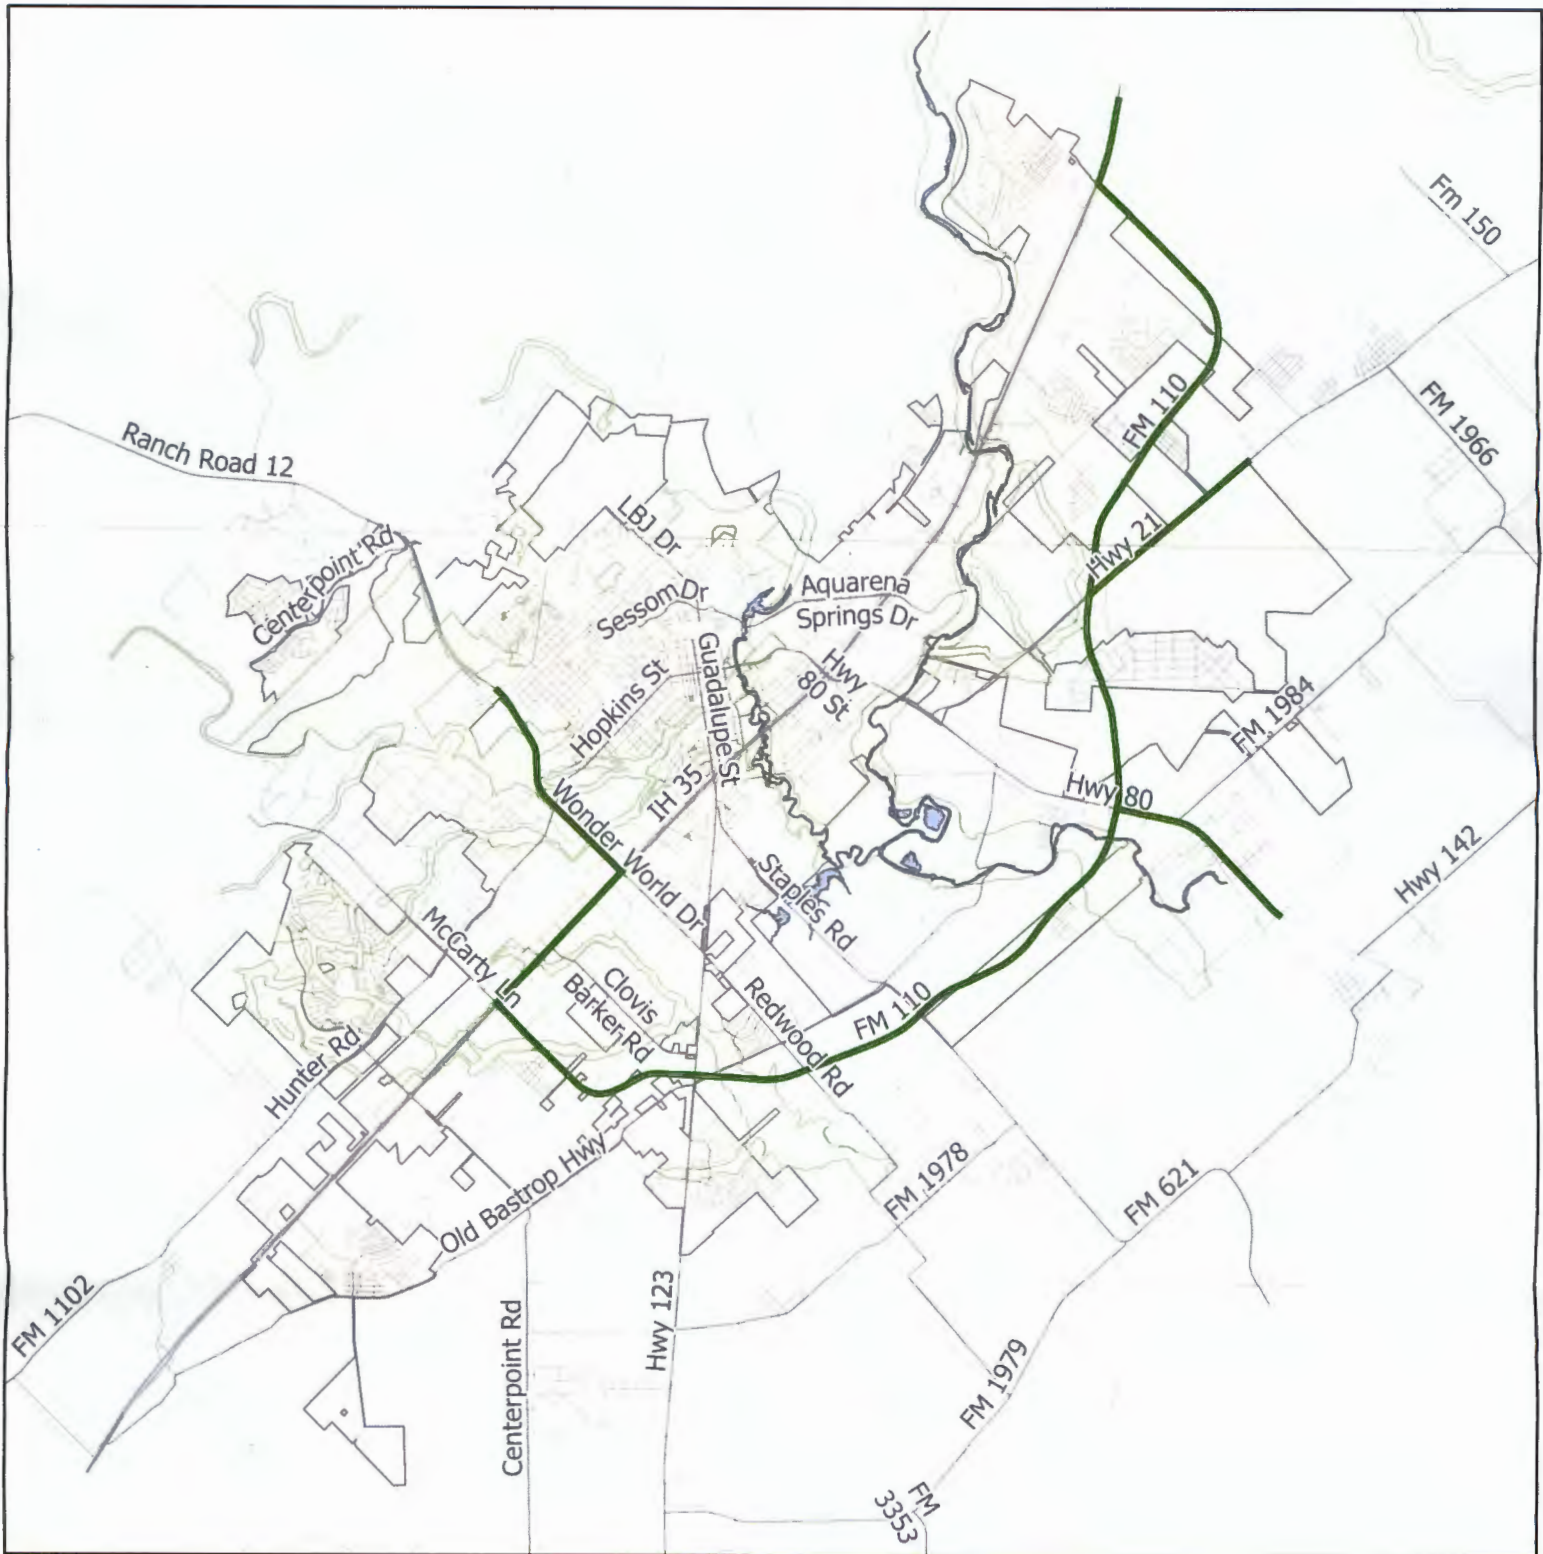 Fm 150
FM 1966
FM 110
Ranch Road 12
LBJ Dr
Hwy 21
Centerpoint Rd
Aquarena
Springs Dr
Sessom Dr
Guadalupe St
Hwy
80 St
Hopkins St
FM 1984
IH 35
Hwy 80
Wonder World Dr
Hwy 142
Staples Rd
McCarty Ln
Clovis
Barker Rd
Redwood Rd
FM 110
Hunter Rd
Old Bastrop Hwy
FM 1978
FM 621
FM 1102
Hwy 123
Centerpoint Rd
FM 1979
FM
3353